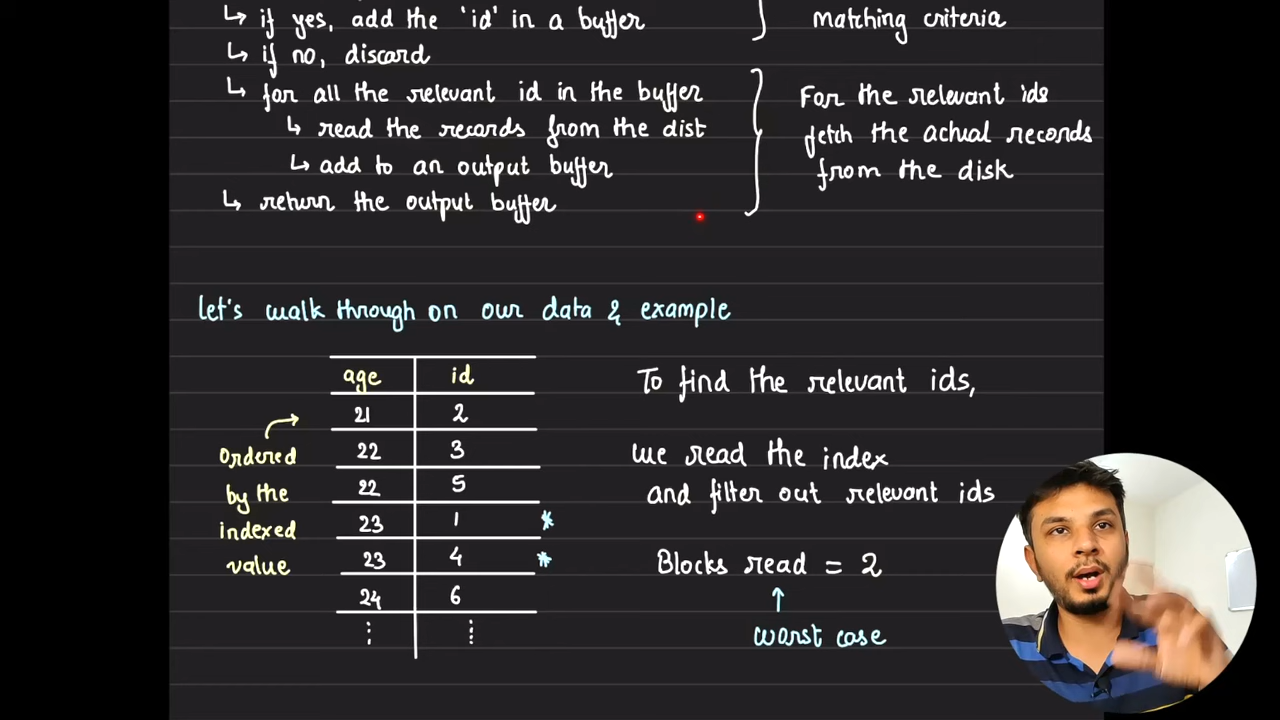 ↳ if yes, add the 'id' in a buffer
matching criteria
↳ if no, discard
↳ for all the relevant id in the buffer
↳ read the records from the dist
↳ add to an output buffer
↳ return the output buffer
For the relevant ids
fetch the actual records
from the disk
let's walk through on our data & example
age id
21 2
22 3
22 5
23 1 *
23 4 *
24 6
⋮ ⋮
Ordered
by the
indexed
value
To find the relevant ids,
we read the index
and filter out relevant ids
Blocks read = 2
↑
worst case